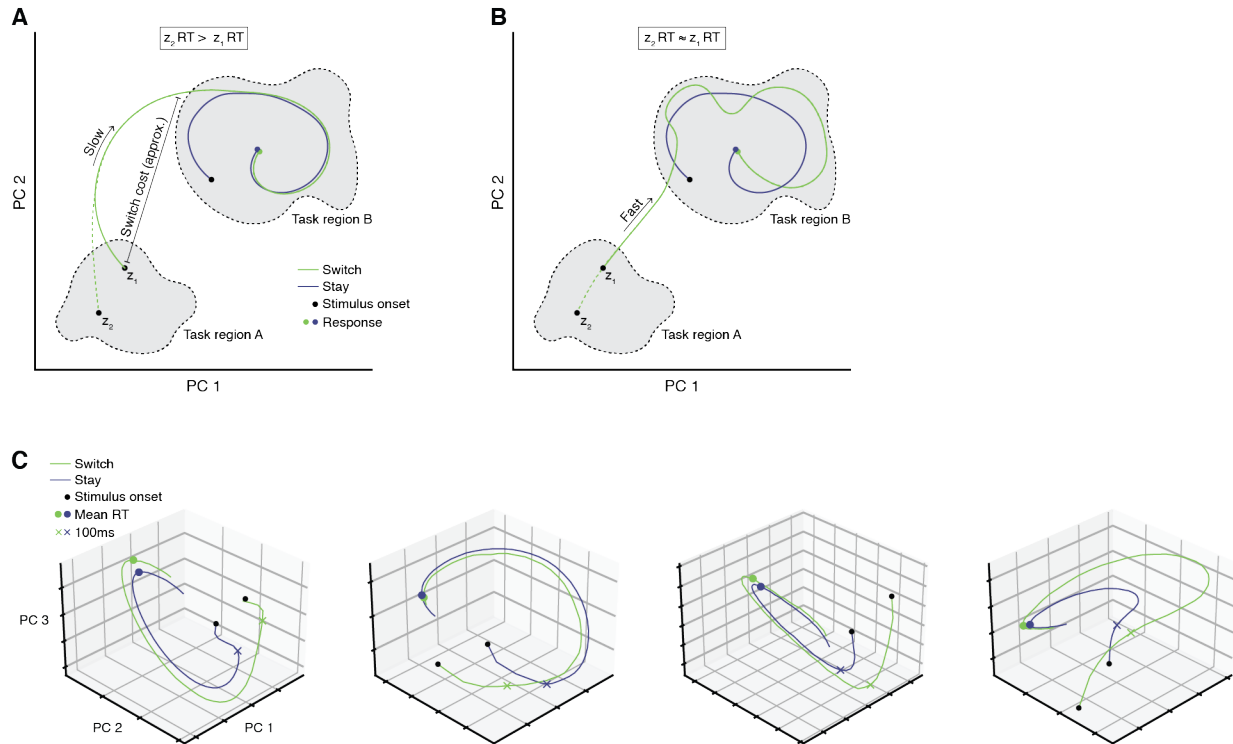 A
z₂ RT > z₁ RT
PC 2
Slow
Switch cost (approx.)
Task region B
z₁
z₂
Task region A
Switch
Stay
Stimulus onset
Response
PC 1
B
z₂ RT ≈ z₁ RT
PC 2
Fast
Task region B
z₁
z₂
Task region A
PC 1
C
Switch
Stay
Stimulus onset
Mean RT
100ms
PC 3
PC 2
PC 1